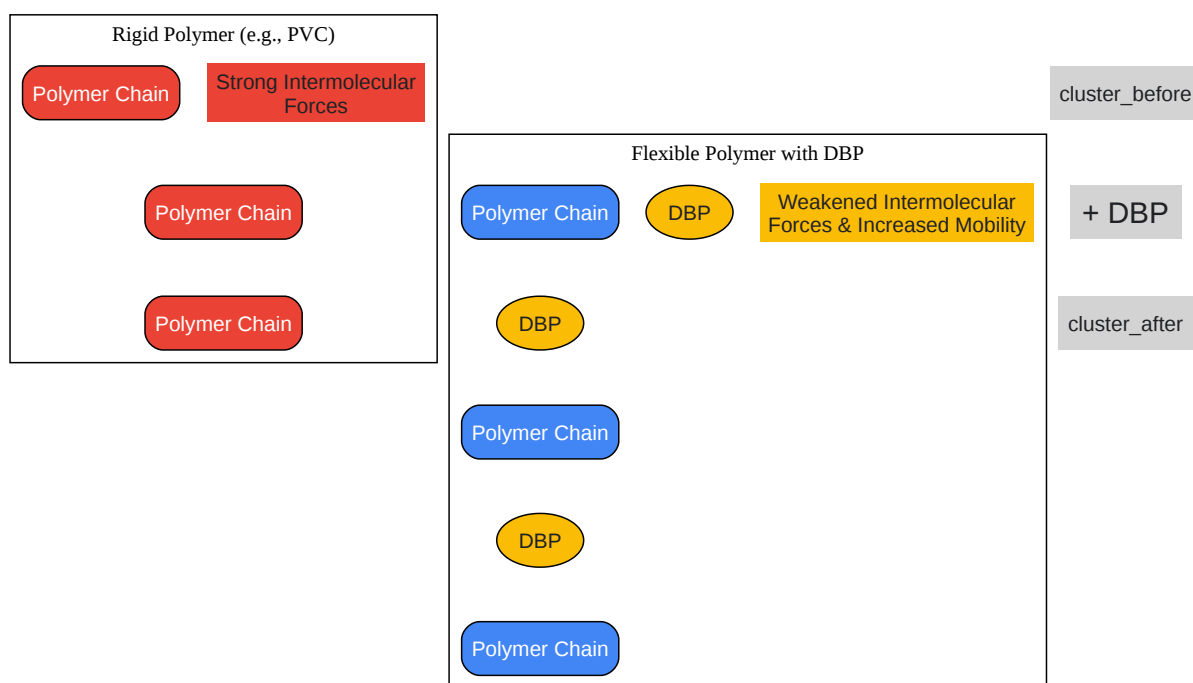 Rigid Polymer (e.g., PVC)
Polymer Chain
Strong Intermolecular
Forces
Polymer Chain
Polymer Chain
Flexible Polymer with DBP
Polymer Chain
DBP
Weakened Intermolecular
Forces & Increased Mobility
DBP
Polymer Chain
DBP
Polymer Chain
cluster_before
+ DBP
cluster_after